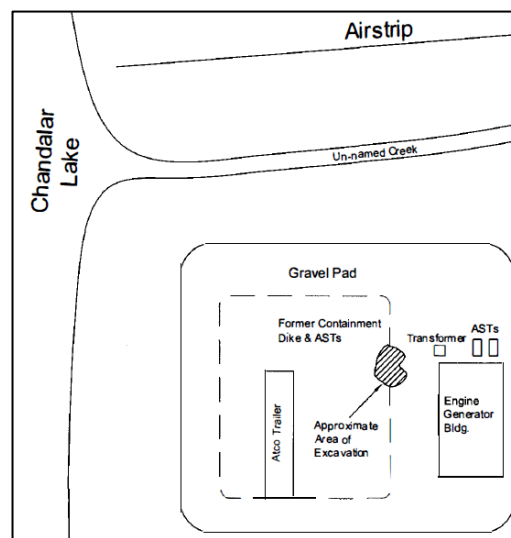 Airstrip
Chandalar
Lake
Un-named Creek
Gravel Pad
Former Containment
Dike & ASTs
Transformer
ASTs
Engine
Generator
Bldg.
Atco Trailer
Approximate
Area of
Excavation